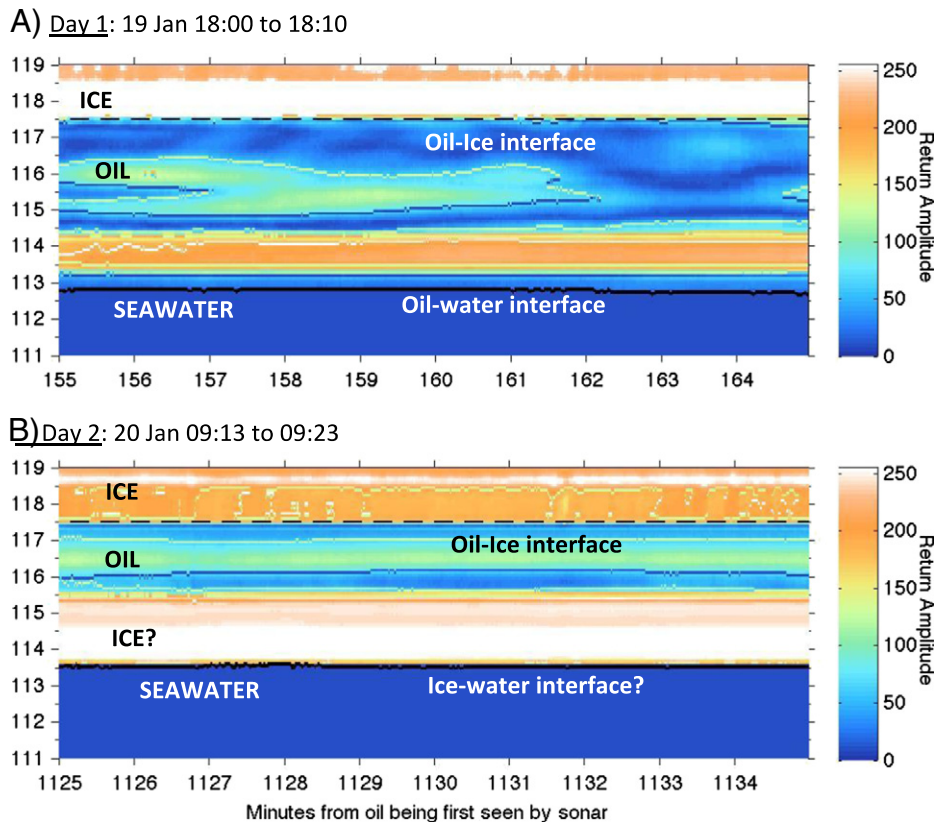 A) Day 1: 19 Jan 18:00 to 18:10
119
118
117
116
115
114
113
112
111
ICE
Oil-Ice interface
OIL
SEAWATER
Oil-water interface
155 156 157 158 159 160 161 162 163 164
250
200
150
100
50
0
Return Amplitude
B) Day 2: 20 Jan 09:13 to 09:23
119
118
117
116
115
114
113
112
111
ICE
Oil-Ice interface
OIL
ICE?
SEAWATER
Ice-water interface?
1125 1126 1127 1128 1129 1130 1131 1132 1133 1134
Minutes from oil being first seen by sonar
250
200
150
100
50
0
Return Amplitude